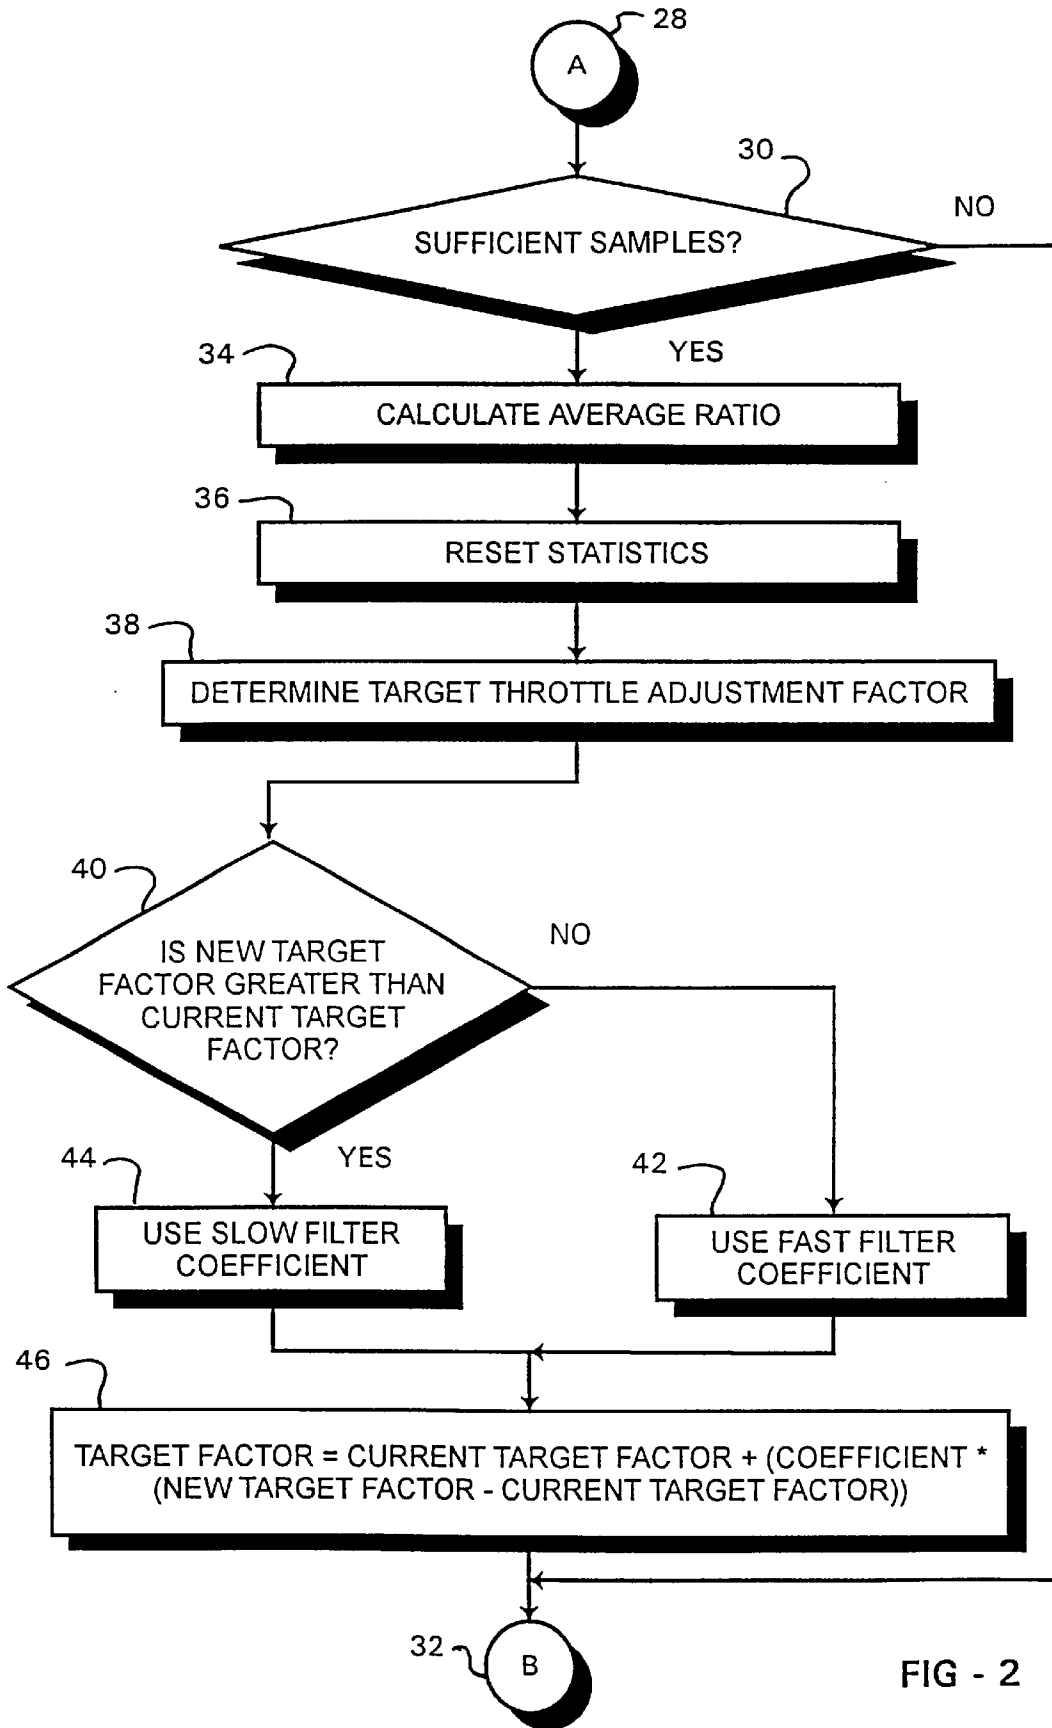 28
A
30
NO
SUFFICIENT SAMPLES?
YES
34
CALCULATE AVERAGE RATIO
36
RESET STATISTICS
38
DETERMINE TARGET THROTTLE ADJUSTMENT FACTOR
40
NO
IS NEW TARGET
FACTOR GREATER THAN
CURRENT TARGET
FACTOR?
YES
44
42
USE SLOW FILTER
COEFFICIENT
USE FAST FILTER
COEFFICIENT
46
TARGET FACTOR = CURRENT TARGET FACTOR + (COEFFICIENT *
(NEW TARGET FACTOR - CURRENT TARGET FACTOR))
32
B
FIG - 2